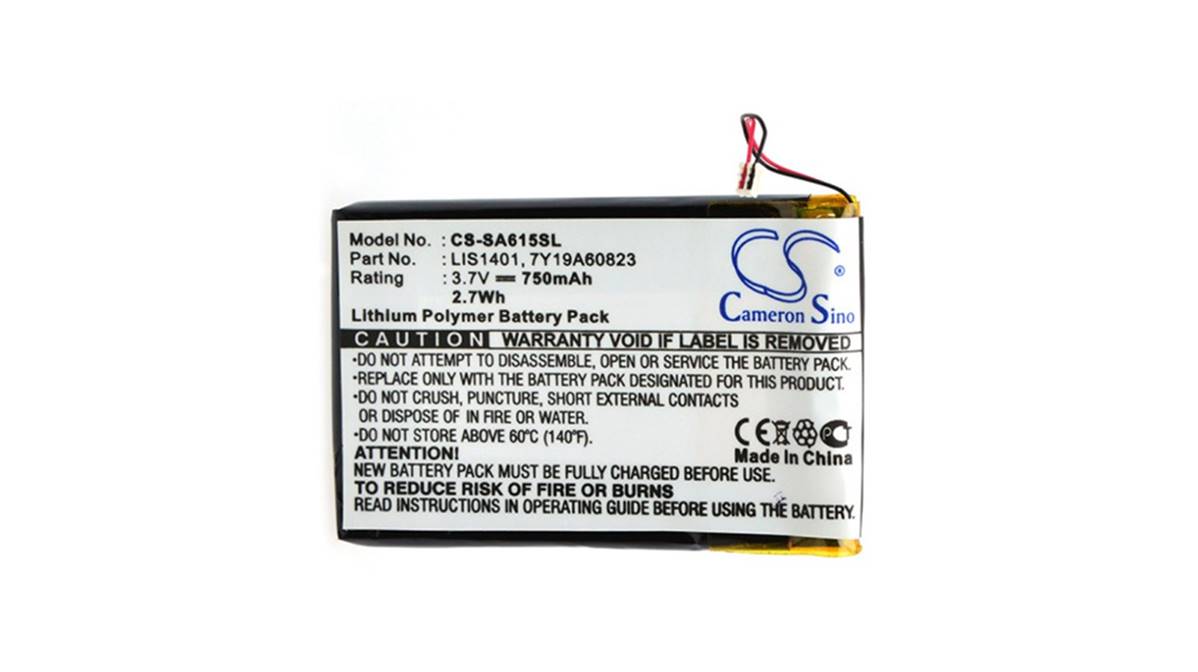 Model No. : CS-SA615SL
Part No. : LIS1401, 7Y19A60823
Rating : 3.7V 750mAh
2.7Wh
Lithium Polymer Battery Pack
CS ®
Cameron Sino
CAUTION WARRANTY VOID IF LABEL IS REMOVED
•DO NOT ATTEMPT TO DISASSEMBLE, OPEN OR SERVICE THE BATTERY PACK.
•REPLACE ONLY WITH THE BATTERY PACK DESIGNATED FOR THIS PRODUCT.
•DO NOT CRUSH, PUNCTURE, SHORT EXTERNAL CONTACTS
OR DISPOSE OF IN FIRE OR WATER.
•DO NOT STORE ABOVE 60°C (140°F).
CE PCT
Made In China
ATTENTION!
NEW BATTERY PACK MUST BE FULLY CHARGED BEFORE USE.
TO REDUCE RISK OF FIRE OR BURNS
READ INSTRUCTIONS IN OPERATING GUIDE BEFORE USING THE BATTERY.